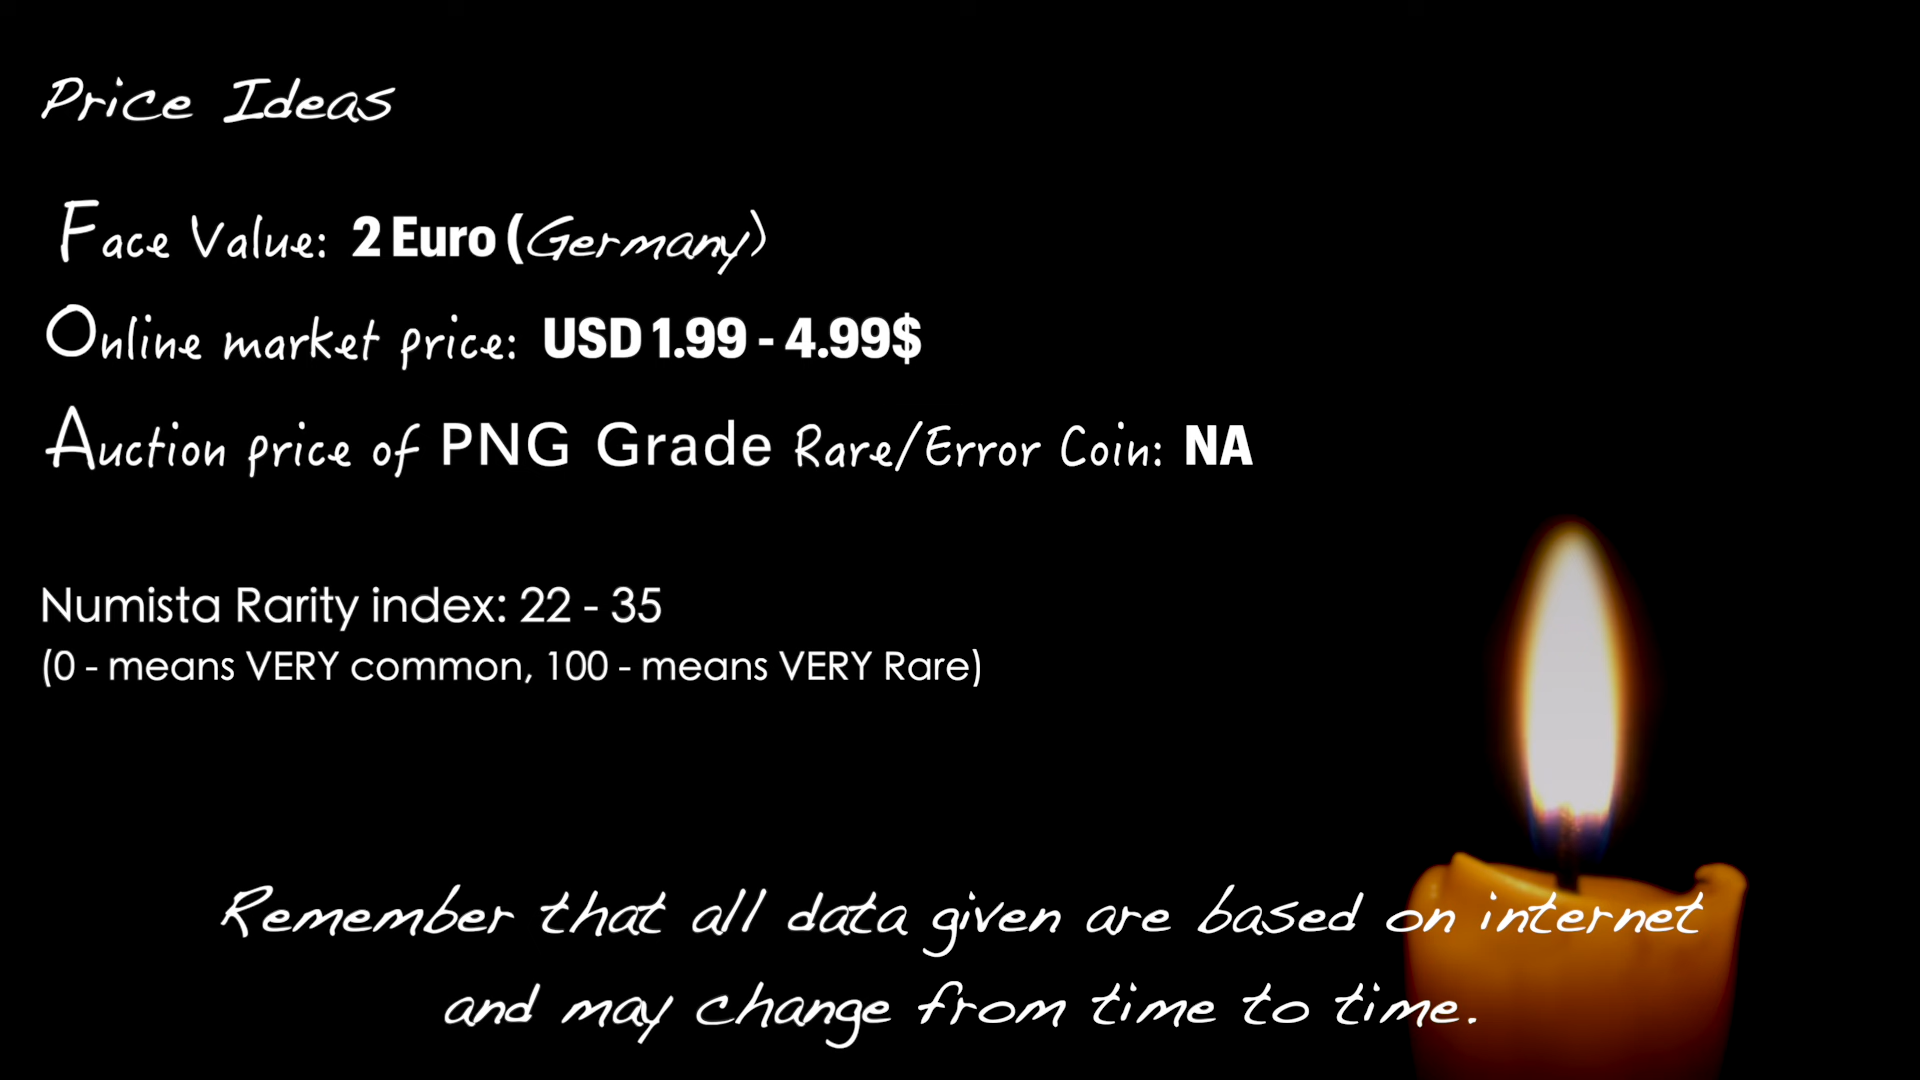 Price Ideas
Face Value: 2 Euro (Germany)
Online market price: USD 1.99 - 4.99$
Auction price of PNG Grade Rare/Error Coin: NA
Numista Rarity index: 22 - 35
(0 - means VERY common, 100 - means VERY Rare)
Remember that all data given are based on internet
and may change from time to time.